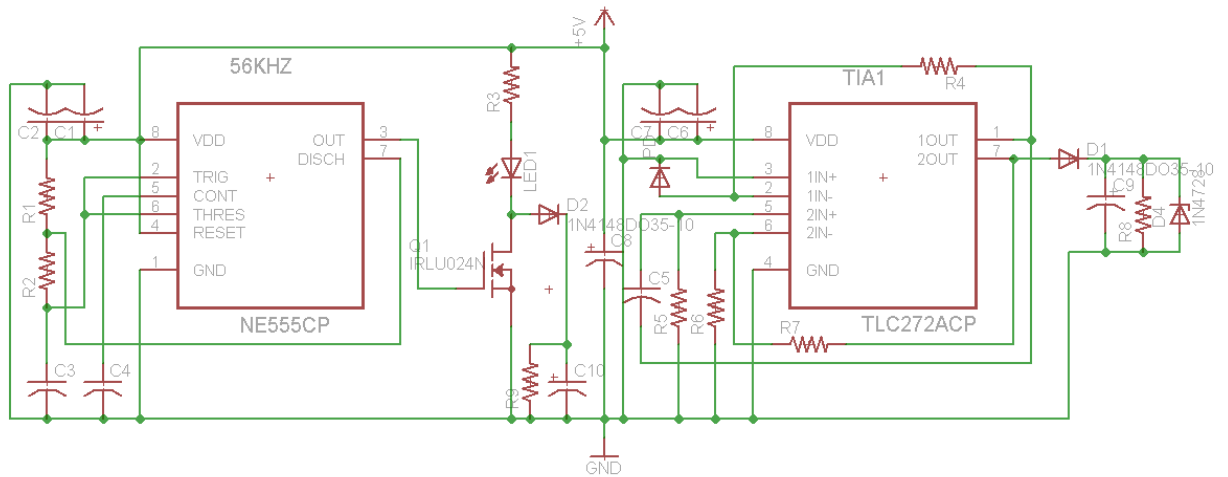 +5V
56KHZ
C2
C1
+
8
VDD
OUT
3
DISCH
7
2
TRIG
5
CONT
6
THRES
4
RESET
1
GND
+
NE555CP
R1
R2
C3
C4
R3
LED1
D2
1N4148DO35-10
Q1
IRLU024N
+
R9
+
C10
+
C8
GND
TIA1
R4
C7
C6
+
8
VDD
1OUT
1
2OUT
7
3
1IN+
2
1IN-
5
2IN+
6
2IN-
4
GND
+
TLC272ACP
C5
R5
R6
R7
D1
1N4148DO35-10
+
C9
R8
D4